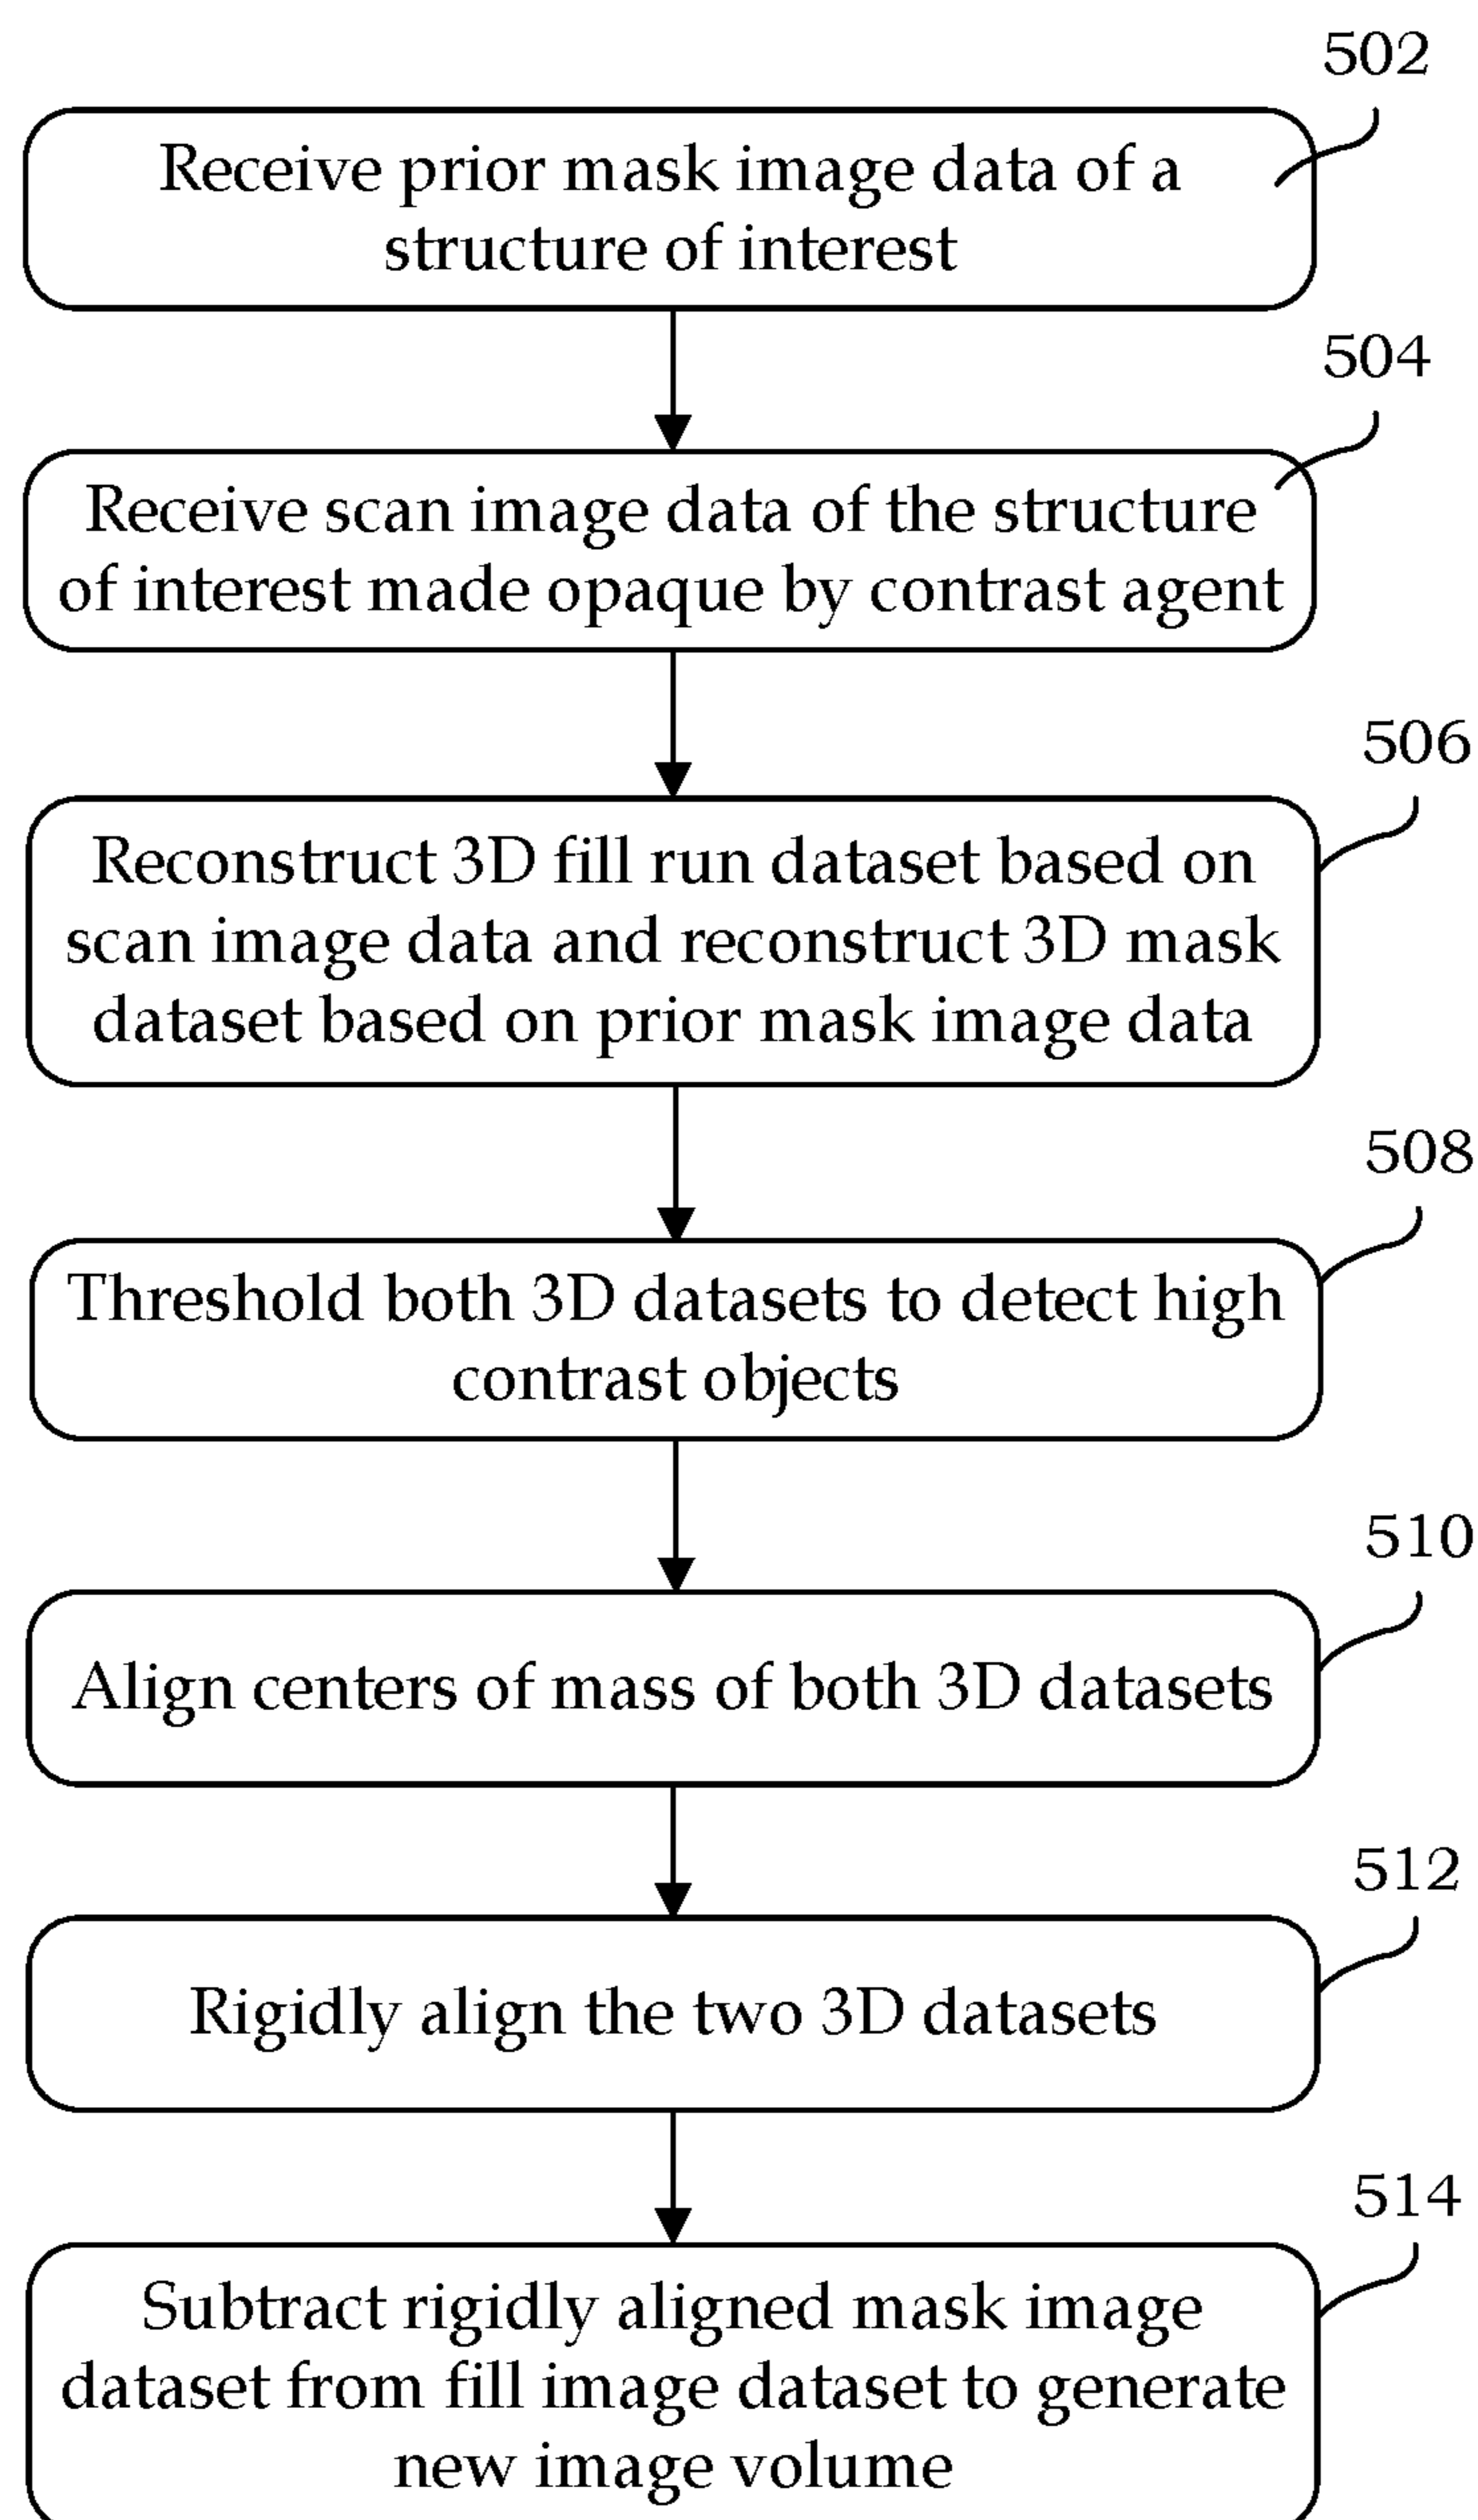 502
Receive prior mask image data of a
structure of interest
504
Receive scan image data of the structure
of interest made opaque by contrast agent
506
Reconstruct 3D fill run dataset based on
scan image data and reconstruct 3D mask
dataset based on prior mask image data
508
Threshold both 3D datasets to detect high
contrast objects
510
Align centers of mass of both 3D datasets
512
Rigidly align the two 3D datasets
514
Subtract rigidly aligned mask image
dataset from fill image dataset to generate
new image volume